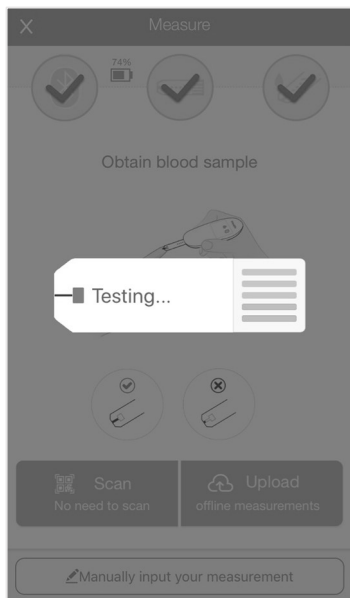 Measure
74%
Obtain blood sample
Testing...
Scan
No need to scan
Upload
offline measurements
Manually input your measurement